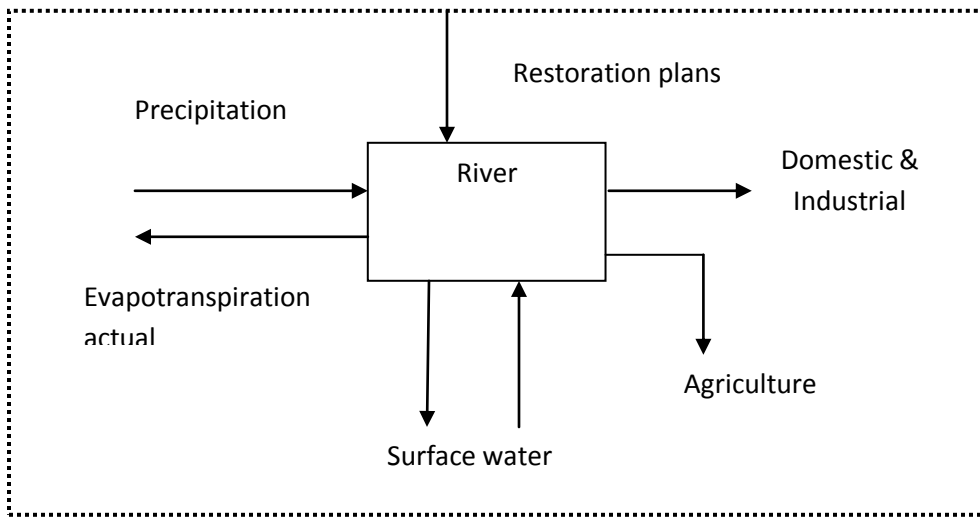 Restoration plans
Precipitation
River
Domestic &
Industrial
Evapotranspiration
actual
Agriculture
Surface water